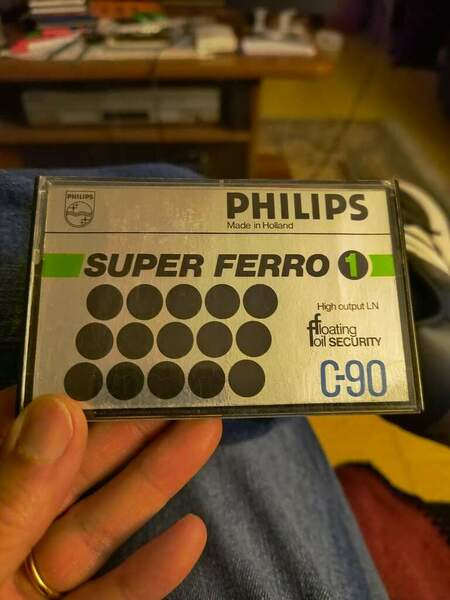 PHILIPS
PHILIPS
Made in Holland
SUPER FERRO 1
High output LN
floating
foil SECURITY
C-90